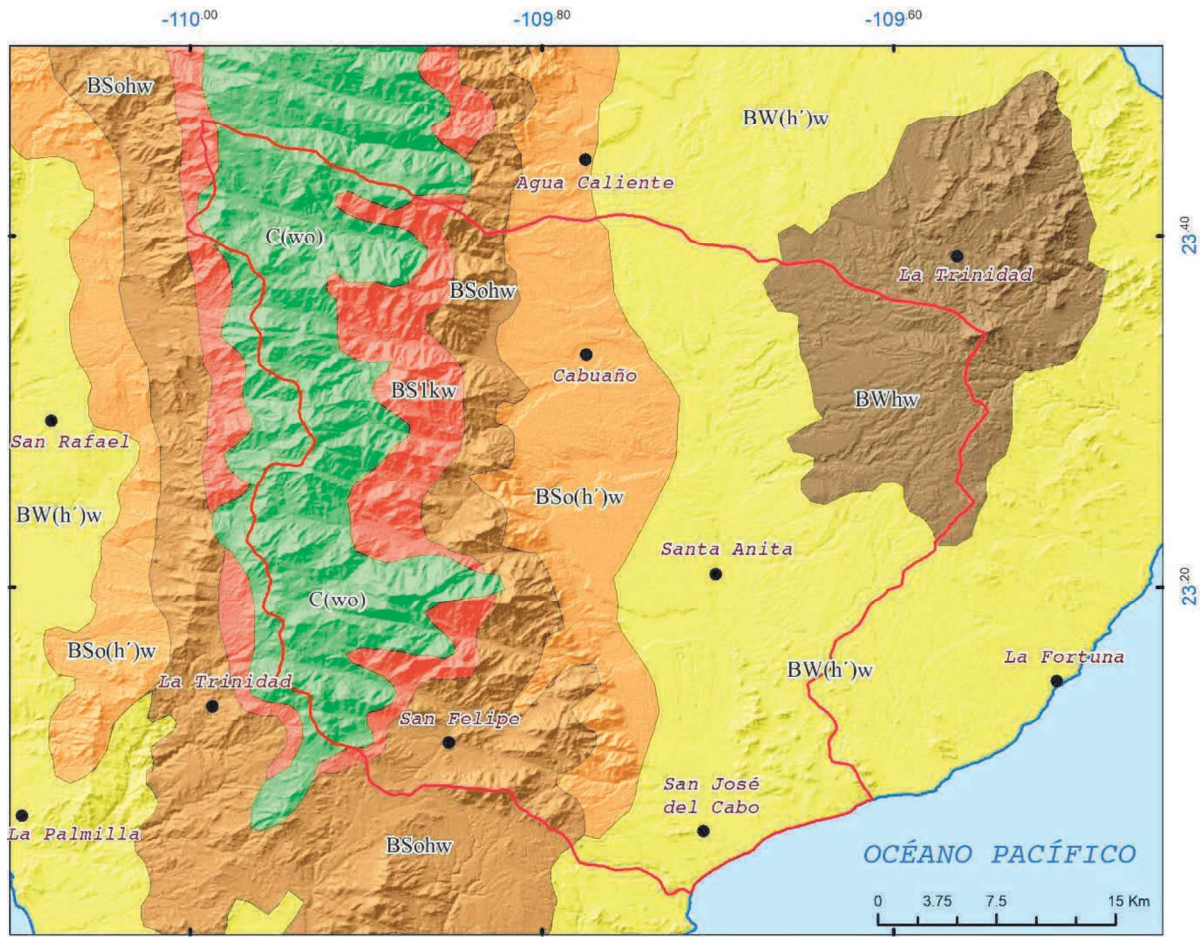 -110.00
-109.80
-109.60
BSohw
BW(h´)w
Agua Caliente
C(wo)
23.40
La Trinidad
BSohw
Cabuaño
BS1kw
BWhw
San Rafael
BSo(h´)w
BW(h´)w
Santa Anita
23.20
C(wo)
BSo(h´)w
La Fortuna
BW(h´)w
La Trinidad
San Felipe
San José
del Cabo
La Palmilla
BSohw
OCÉANO PACÍFICO
0 3.75 7.5 15 Km